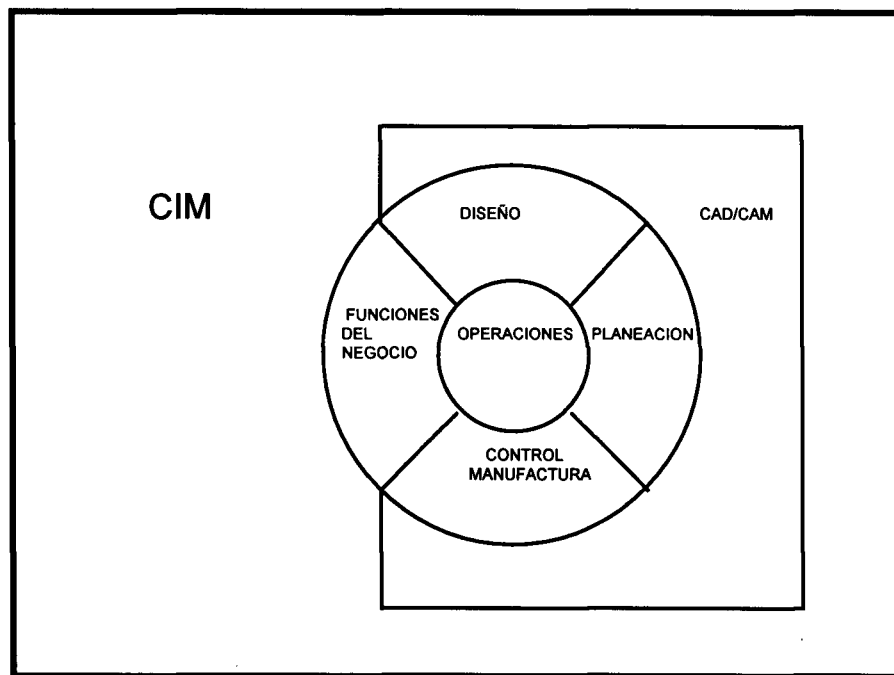 CIM
DISEÑO
CAD/CAM
FUNCIONES
DEL
NEGOCIO
OPERACIONES
PLANEACION
CONTROL
MANUFACTURA